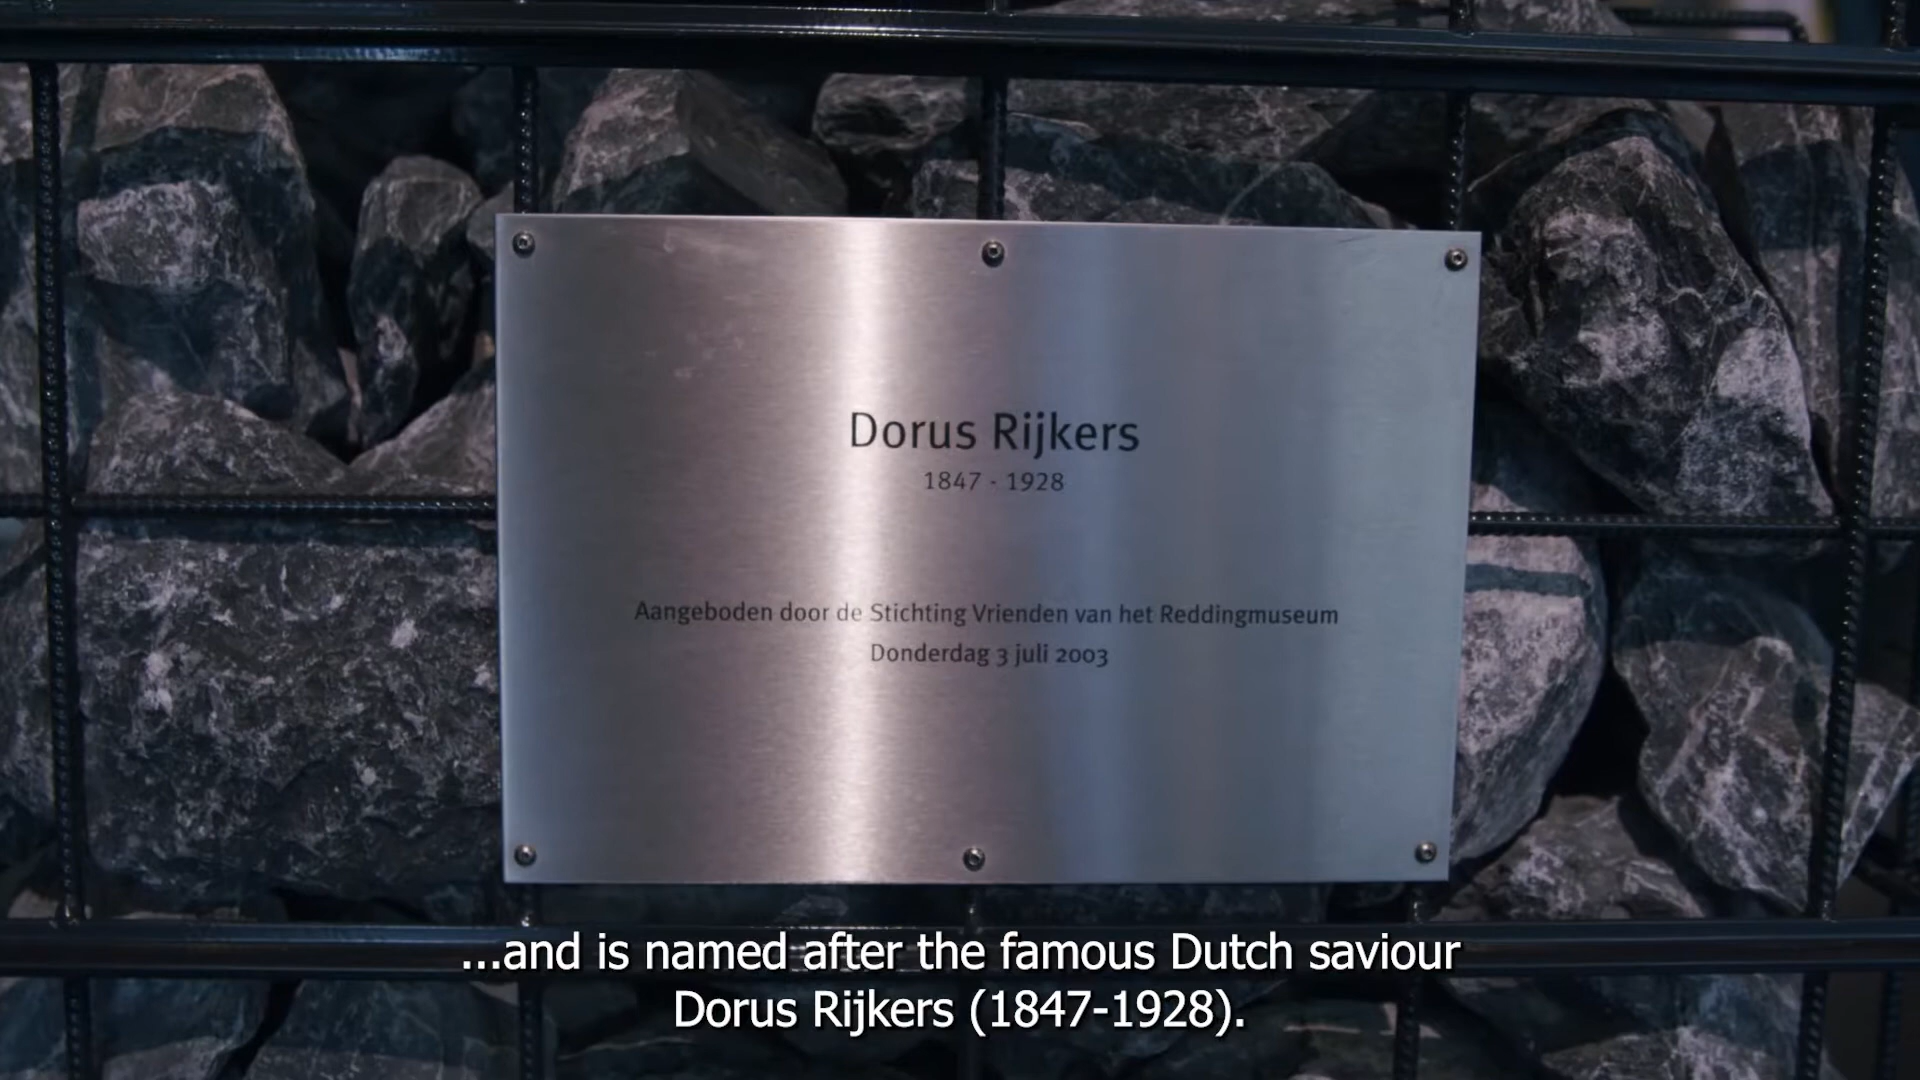 Dorus Rijkers
1847 - 1928
Aangeboden door de Stichting Vrienden van het Reddingmuseum
Donderdag 3 juli 2003
...and is named after the famous Dutch saviour
Dorus Rijkers (1847-1928).